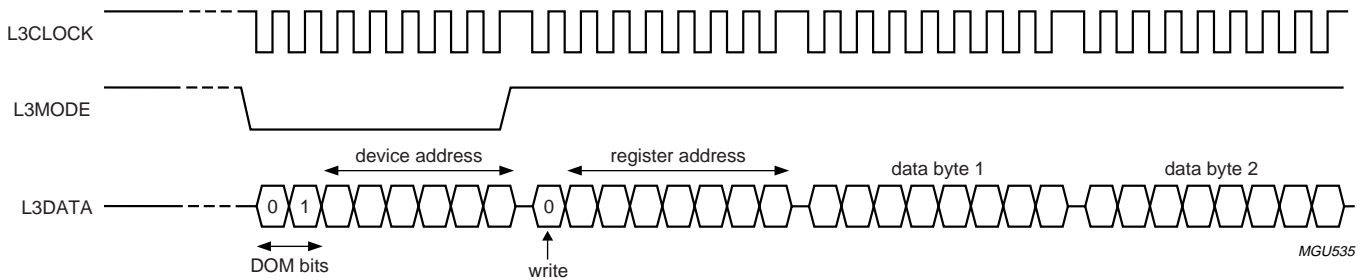 L3CLOCK
L3MODE
device address
register address
data byte 1
data byte 2
L3DATA
0
1
0
DOM bits
write
MGU535